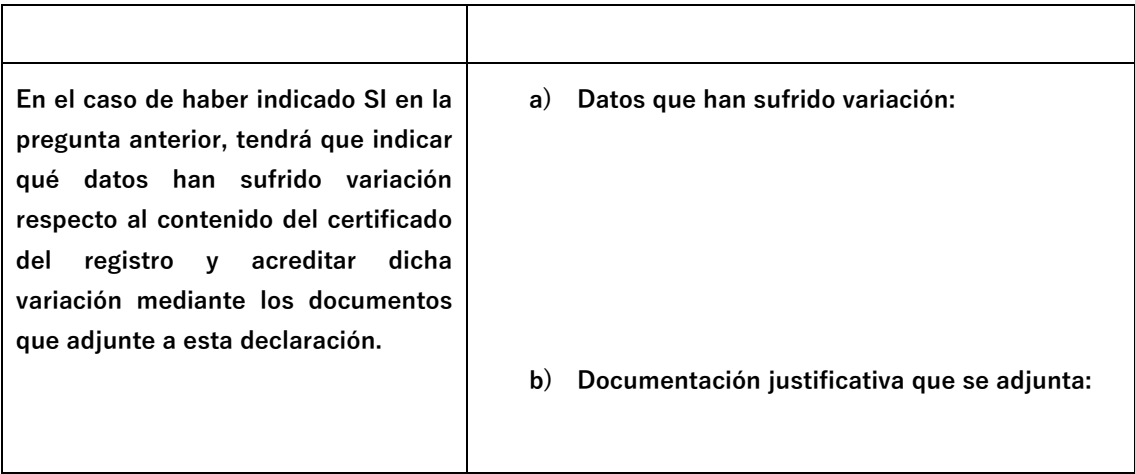 En el caso de haber indicado SI en la
pregunta anterior, tendrá que indicar
qué datos han sufrido variación
respecto al contenido del certificado
del registro y acreditar dicha
variación mediante los documentos
que adjunte a esta declaración.
a) Datos que han sufrido variación:
b) Documentación justificativa que se adjunta: